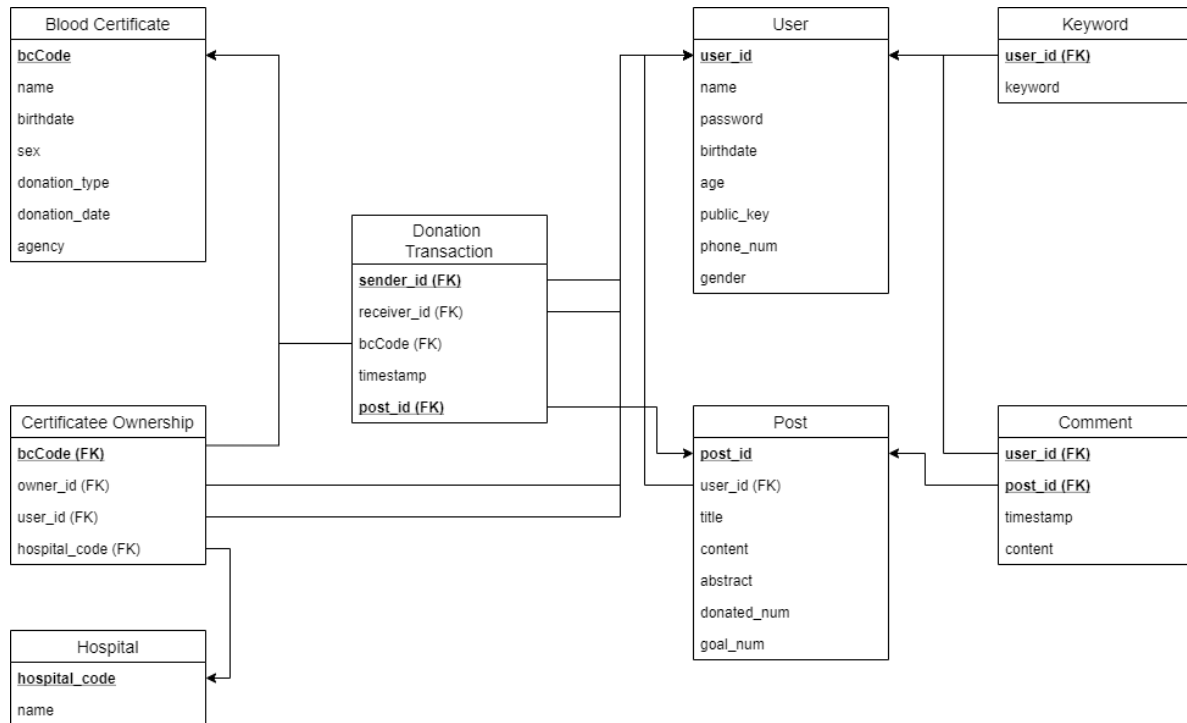 Blood Certificate
bcCode
name
birthdate
sex
donation_type
donation_date
agency
User
user_id
name
password
birthdate
age
public_key
phone_num
gender
Keyword
user_id (FK)
keyword
Donation
Transaction
sender_id (FK)
receiver_id (FK)
bcCode (FK)
timestamp
post_id (FK)
Certificatee Ownership
bcCode (FK)
owner_id (FK)
user_id (FK)
hospital_code (FK)
Post
post_id
user_id (FK)
title
content
abstract
donated_num
goal_num
Comment
user_id (FK)
post_id (FK)
timestamp
content
Hospital
hospital_code
name